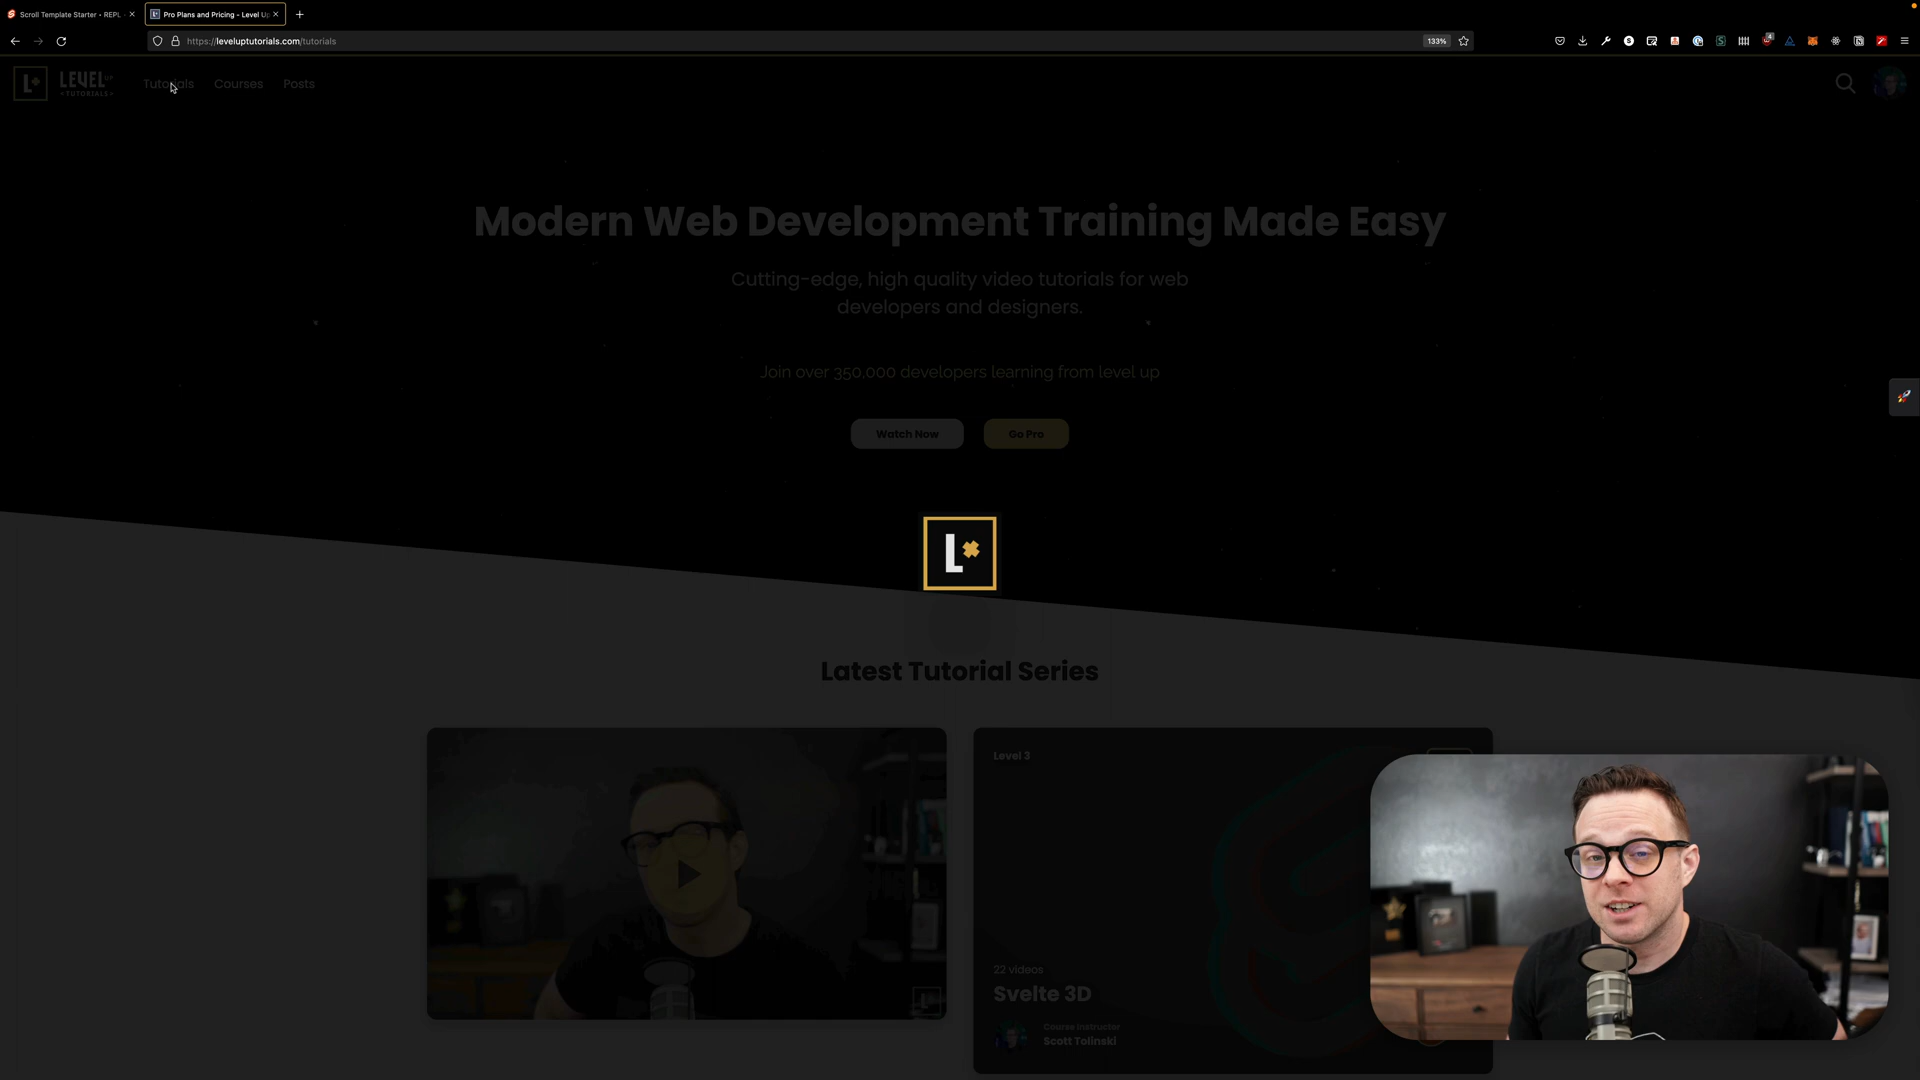 Scroll Template Starter • REPL
Pro Plans and Pricing - Level U
https://leveluptutorials.com/tutorials
133%
4
L
LEVEL UP
TUTORIALS
Tutorials
Courses
Posts
Modern Web Development Training Made Easy
Cutting-edge, high quality video tutorials for web
developers and designers.
Join over 350,000 developers learning from level up
Watch Now
Go Pro
L
Latest Tutorial Series
Level 3
22 videos
Svelte 3D
Course Instructor
Scott Tolinski